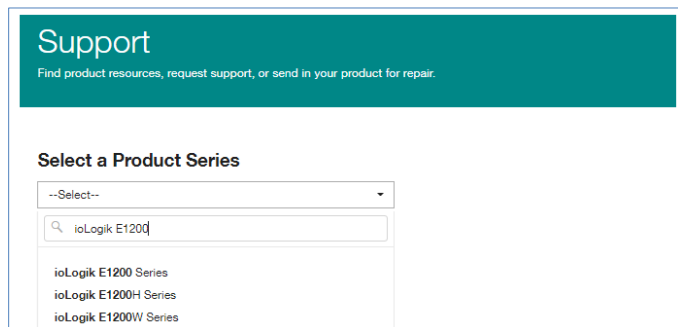 Support
Find product resources, request support, or send in your product for repair.
Select a Product Series
--Select--
ioLogik E1200
ioLogik E1200 Series
ioLogik E1200H Series
ioLogik E1200W Series